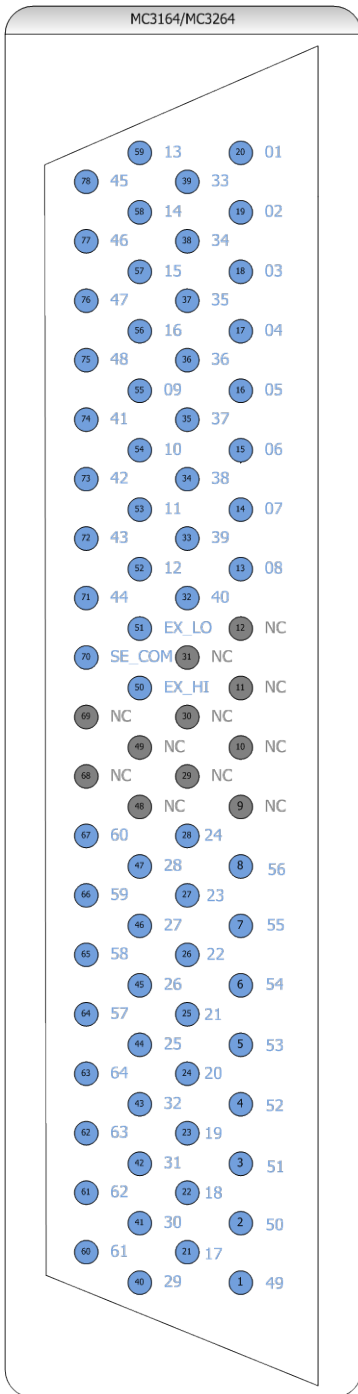 MC3164/MC3264
59 13 20 01
78 45 39 33
58 14 19 02
77 46 38 34
57 15 18 03
76 47 37 35
56 16 17 04
75 48 36 36
55 09 16 05
74 41 35 37
54 10 15 06
73 42 34 38
53 11 14 07
72 43 33 39
52 12 13 08
71 44 32 40
51 EX_LO 12 NC
70 SE_COM 31 NC
50 EX_HI 11 NC
69 NC 30 NC
49 NC 10 NC
68 NC 29 NC
48 NC 9 NC
67 60 28 24
47 28 8 56
66 59 27 23
46 27 7 55
65 58 26 22
45 26 6 54
64 57 25 21
44 25 5 53
63 64 24 20
43 32 4 52
62 63 23 19
42 31 3 51
61 62 22 18
41 30 2 50
60 61 21 17
40 29 1 49